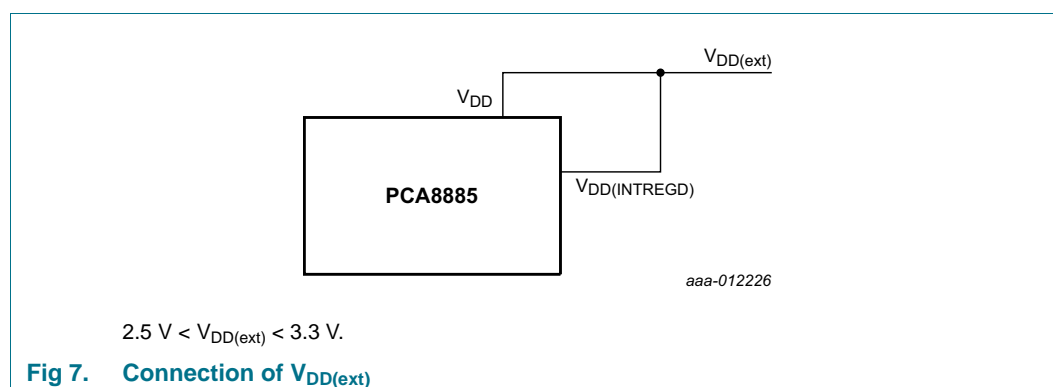 VDD(ext)
VDD
VDD(INTREGD)
PCA8885
aaa-012226
2.5 V < VDD(ext) < 3.3 V.
Fig 7. Connection of VDD(ext)